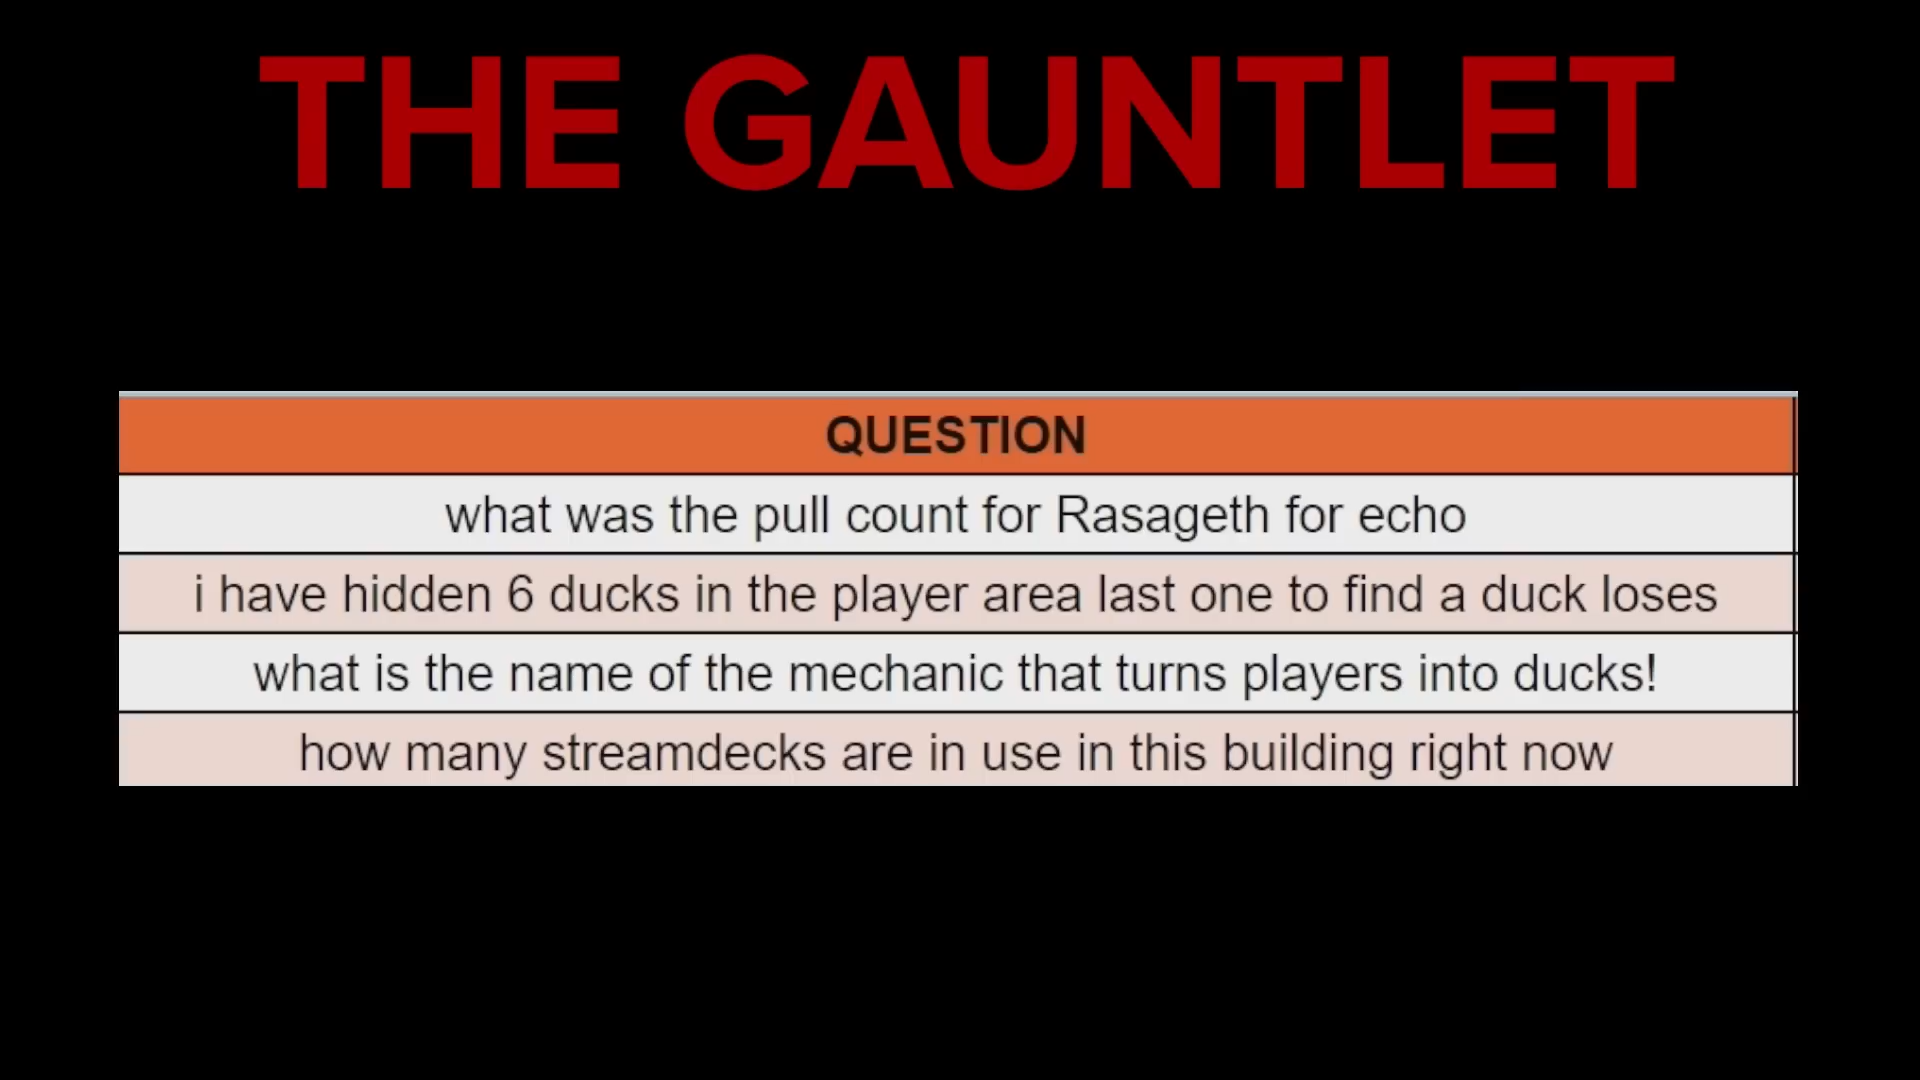 THE GAUNTLET
QUESTION
what was the pull count for Rasageth for echo
i have hidden 6 ducks in the player area last one to find a duck loses
what is the name of the mechanic that turns players into ducks!
how many streamdecks are in use in this building right now